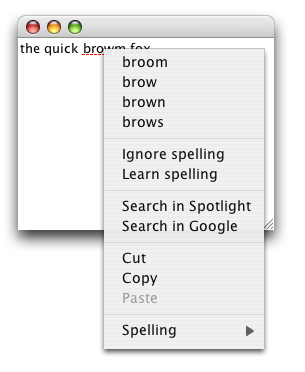 the quick browm fox
broom
brow
brown
brows
Ignore spelling
Learn spelling
Search in Spotlight
Search in Google
Cut
Copy
Paste
Spelling